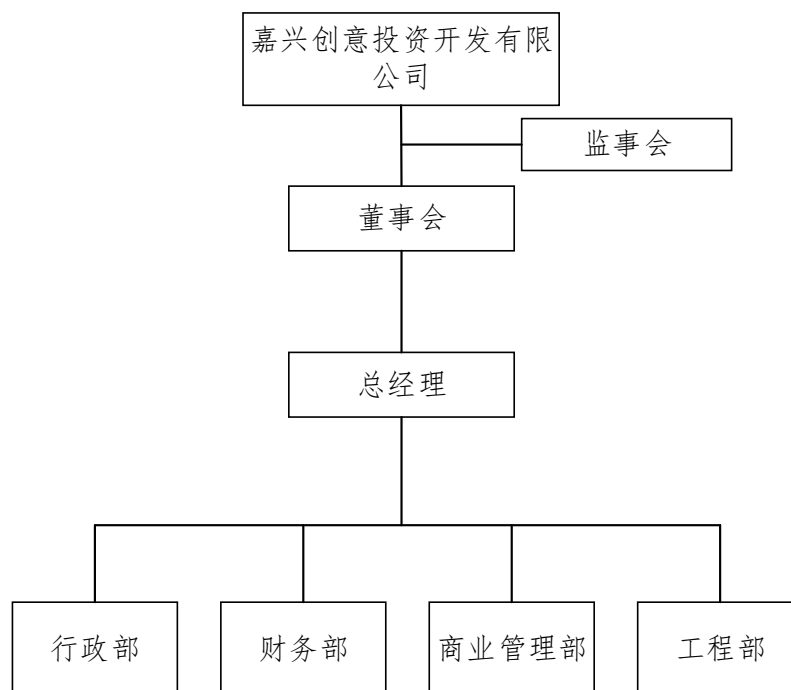 嘉兴创意投资开发有限
公司
监事会
董事会
总经理
行政部
财务部
商业管理部
工程部